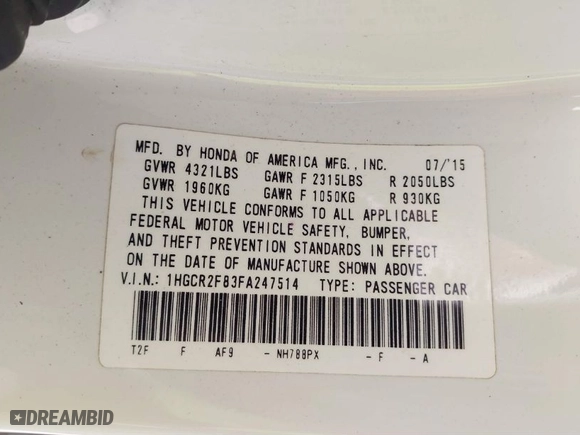 MFD. BY HONDA OF AMERICA MFG., INC. 07/'15
GVWR 4321LBS GAWR F 2315LBS R 2050LBS
GVWR 1960KG GAWR F 1050KG R 930KG
THIS VEHICLE CONFORMS TO ALL APPLICABLE
FEDERAL MOTOR VEHICLE SAFETY, BUMPER,
AND THEFT PREVENTION STANDARDS IN EFFECT
ON THE DATE OF MANUFACTURE SHOWN ABOVE.
V.I.N.: 1HGCR2F83FA247514 TYPE: PASSENGER CAR
T2F F AF9 - NH788PX - F - A
DREAMBID